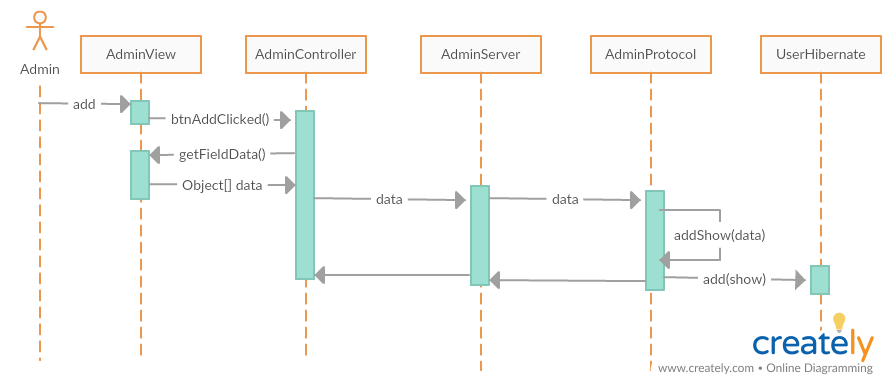 Admin
AdminView
AdminController
AdminServer
AdminProtocol
UserHibernate
add
btnAddClicked()
getFieldData()
Object[] data
data
data
addShow(data)
add(show)
creately
www.creately.com • Online Diagramming